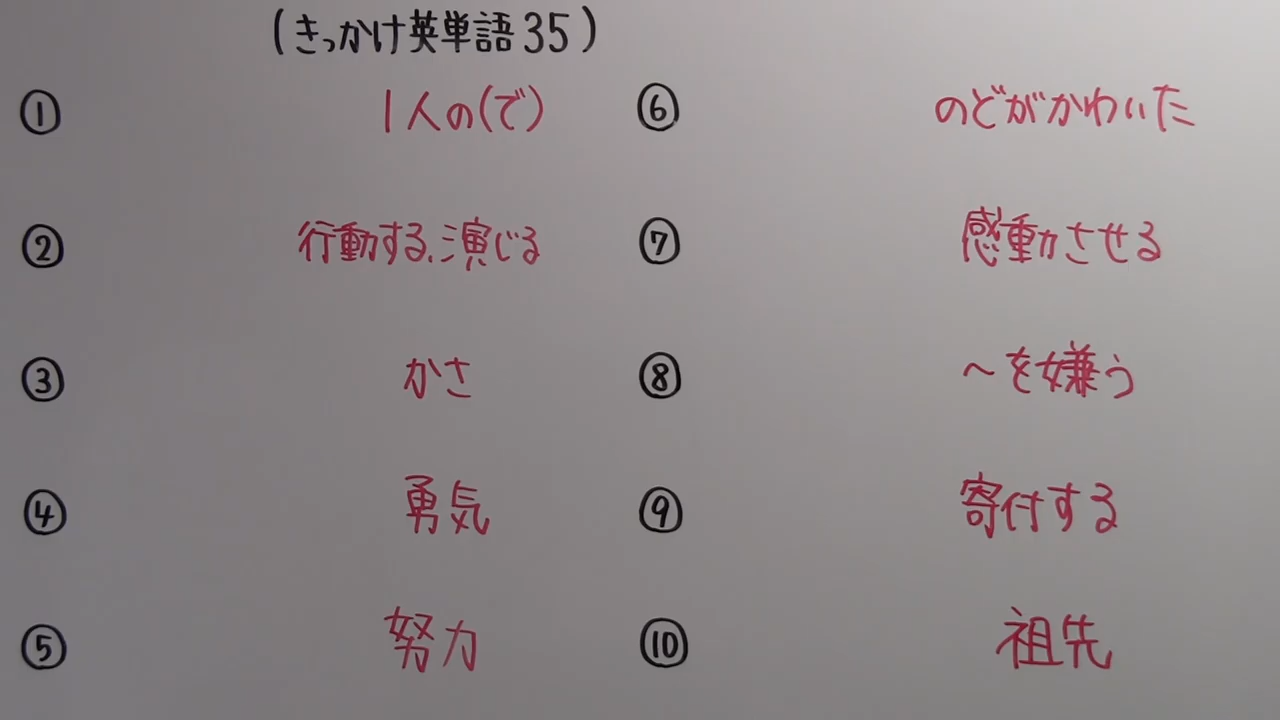 (きっかけ英単語35)
① 1人の(で)
② 行動する、演じる
③ かさ
④ 勇気
⑤ 努力
⑥ のどがかわいた
⑦ 感動させる
⑧ ~を嫌う
⑨ 寄付する
⑩ 祖先